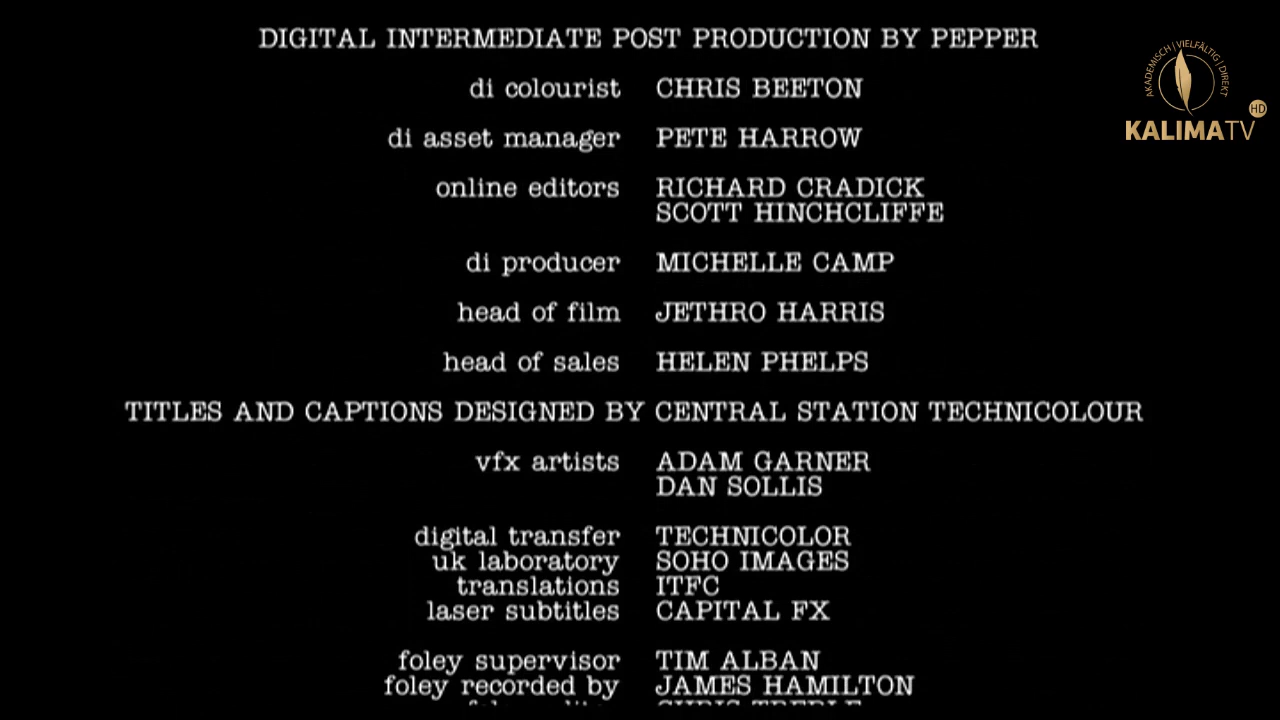 DIGITAL INTERMEDIATE POST PRODUCTION BY PEPPER
di colourist CHRIS BEETON
di asset manager PETE HARROW
online editors RICHARD CRADICK
SCOTT HINCHCLIFFE
di producer MICHELLE CAMP
head of film JETHRO HARRIS
head of sales HELEN PHELPS
TITLES AND CAPTIONS DESIGNED BY CENTRAL STATION TECHNICOLOUR
vfx artists ADAM GARNER
DAN SOLLIS
digital transfer TECHNICOLOR
uk laboratory SOHO IMAGES
translations ITFC
laser subtitles CAPITAL FX
foley supervisor TIM ALBAN
foley recorded by JAMES HAMILTON
AKADEMISCH | VIELFÄLTIG | DIREKT
HD
KALIMATV